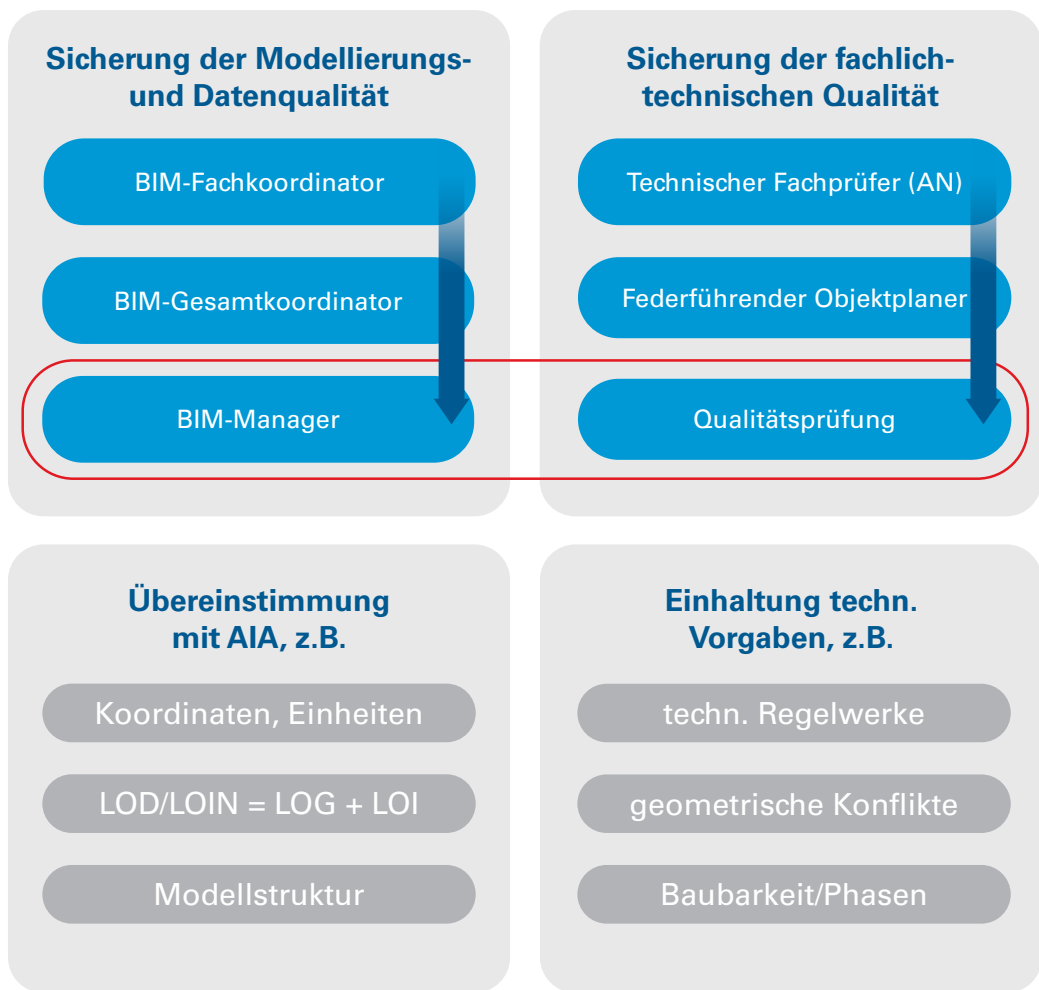 Sicherung der Modellierungs-
und Datenqualität
BIM-Fachkoordinator
BIM-Gesamtkoordinator
BIM-Manager
Sicherung der fachlich-
technischen Qualität
Technischer Fachprüfer (AN)
Federführender Objektplaner
Qualitätsprüfung
Übereinstimmung
mit AIA, z.B.
Koordinaten, Einheiten
LOD/LOIN = LOG + LOI
Modellstruktur
Einhaltung techn.
Vorgaben, z.B.
techn. Regelwerke
geometrische Konflikte
Baubarkeit/Phasen